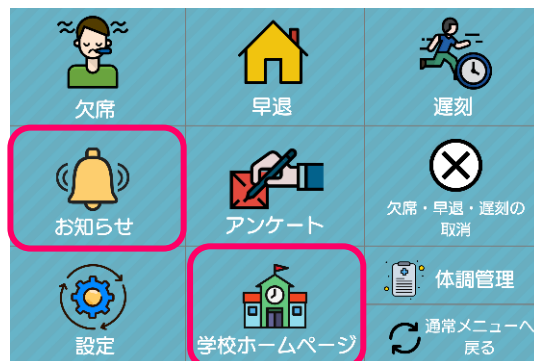 欠席
早退
遅刻
お知らせ
アンケート
欠席・早退・遅刻の
取消
設定
学校ホームページ
体調管理
通常メニューへ
戻る